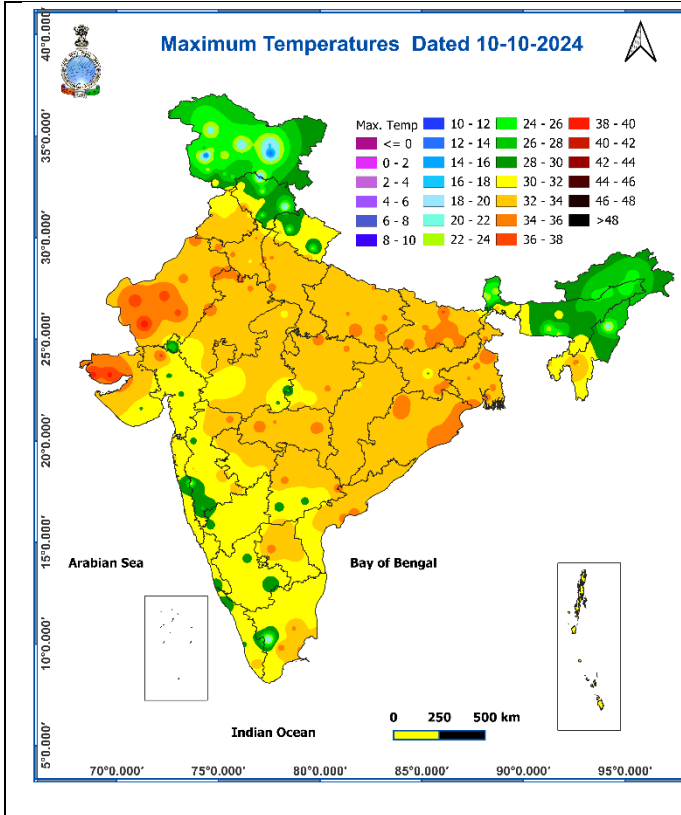 Maximum Temperatures Dated 10-10-2024
Max. Temp
<= 0
0 - 2
2 - 4
4 - 6
6 - 8
8 - 10
10 - 12
12 - 14
14 - 16
16 - 18
18 - 20
20 - 22
22 - 24
24 - 26
26 - 28
28 - 30
30 - 32
32 - 34
34 - 36
36 - 38
38 - 40
40 - 42
42 - 44
44 - 46
46 - 48
>48
40°0.000'
35°0.000'
30°0.000'
25°0.000'
20°0.000'
15°0.000'
10°0.000'
5°0.000'
Arabian Sea
Bay of Bengal
Indian Ocean
0 250 500 km
70°0.000' 75°0.000' 80°0.000' 85°0.000' 90°0.000' 95°0.000'